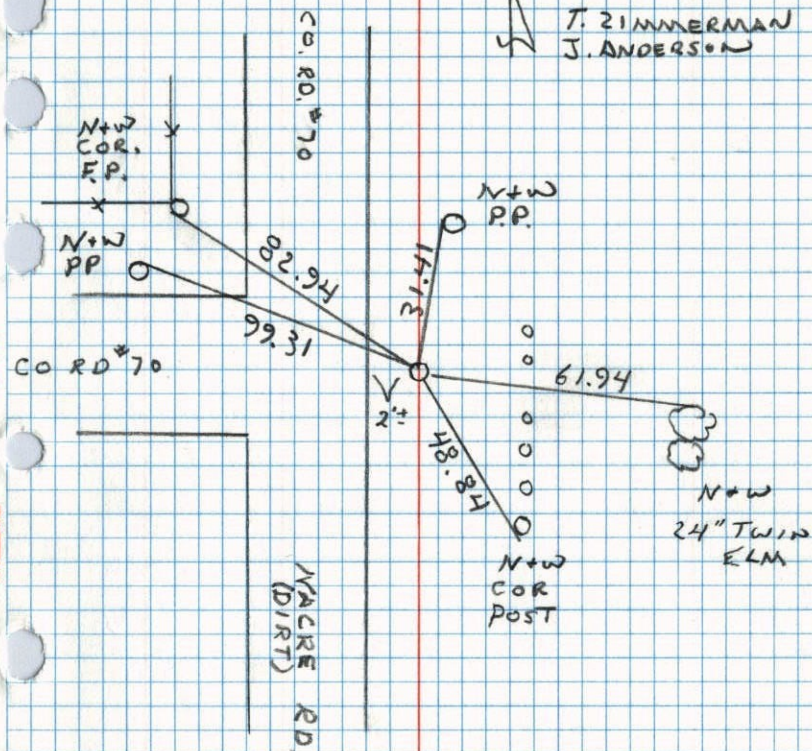 T. ZIMMERMAN
J. ANDERSON
CO. RD. #70
N+W
COR.
F.P.
N+W
P.P.
N+W
PP
82.94
31.41
99.31
CO RD #70
61.94
2'±
48.84
N+W
24" TWIN
ELM
N+W
COR
POST
NACRE RD
(DIRT)